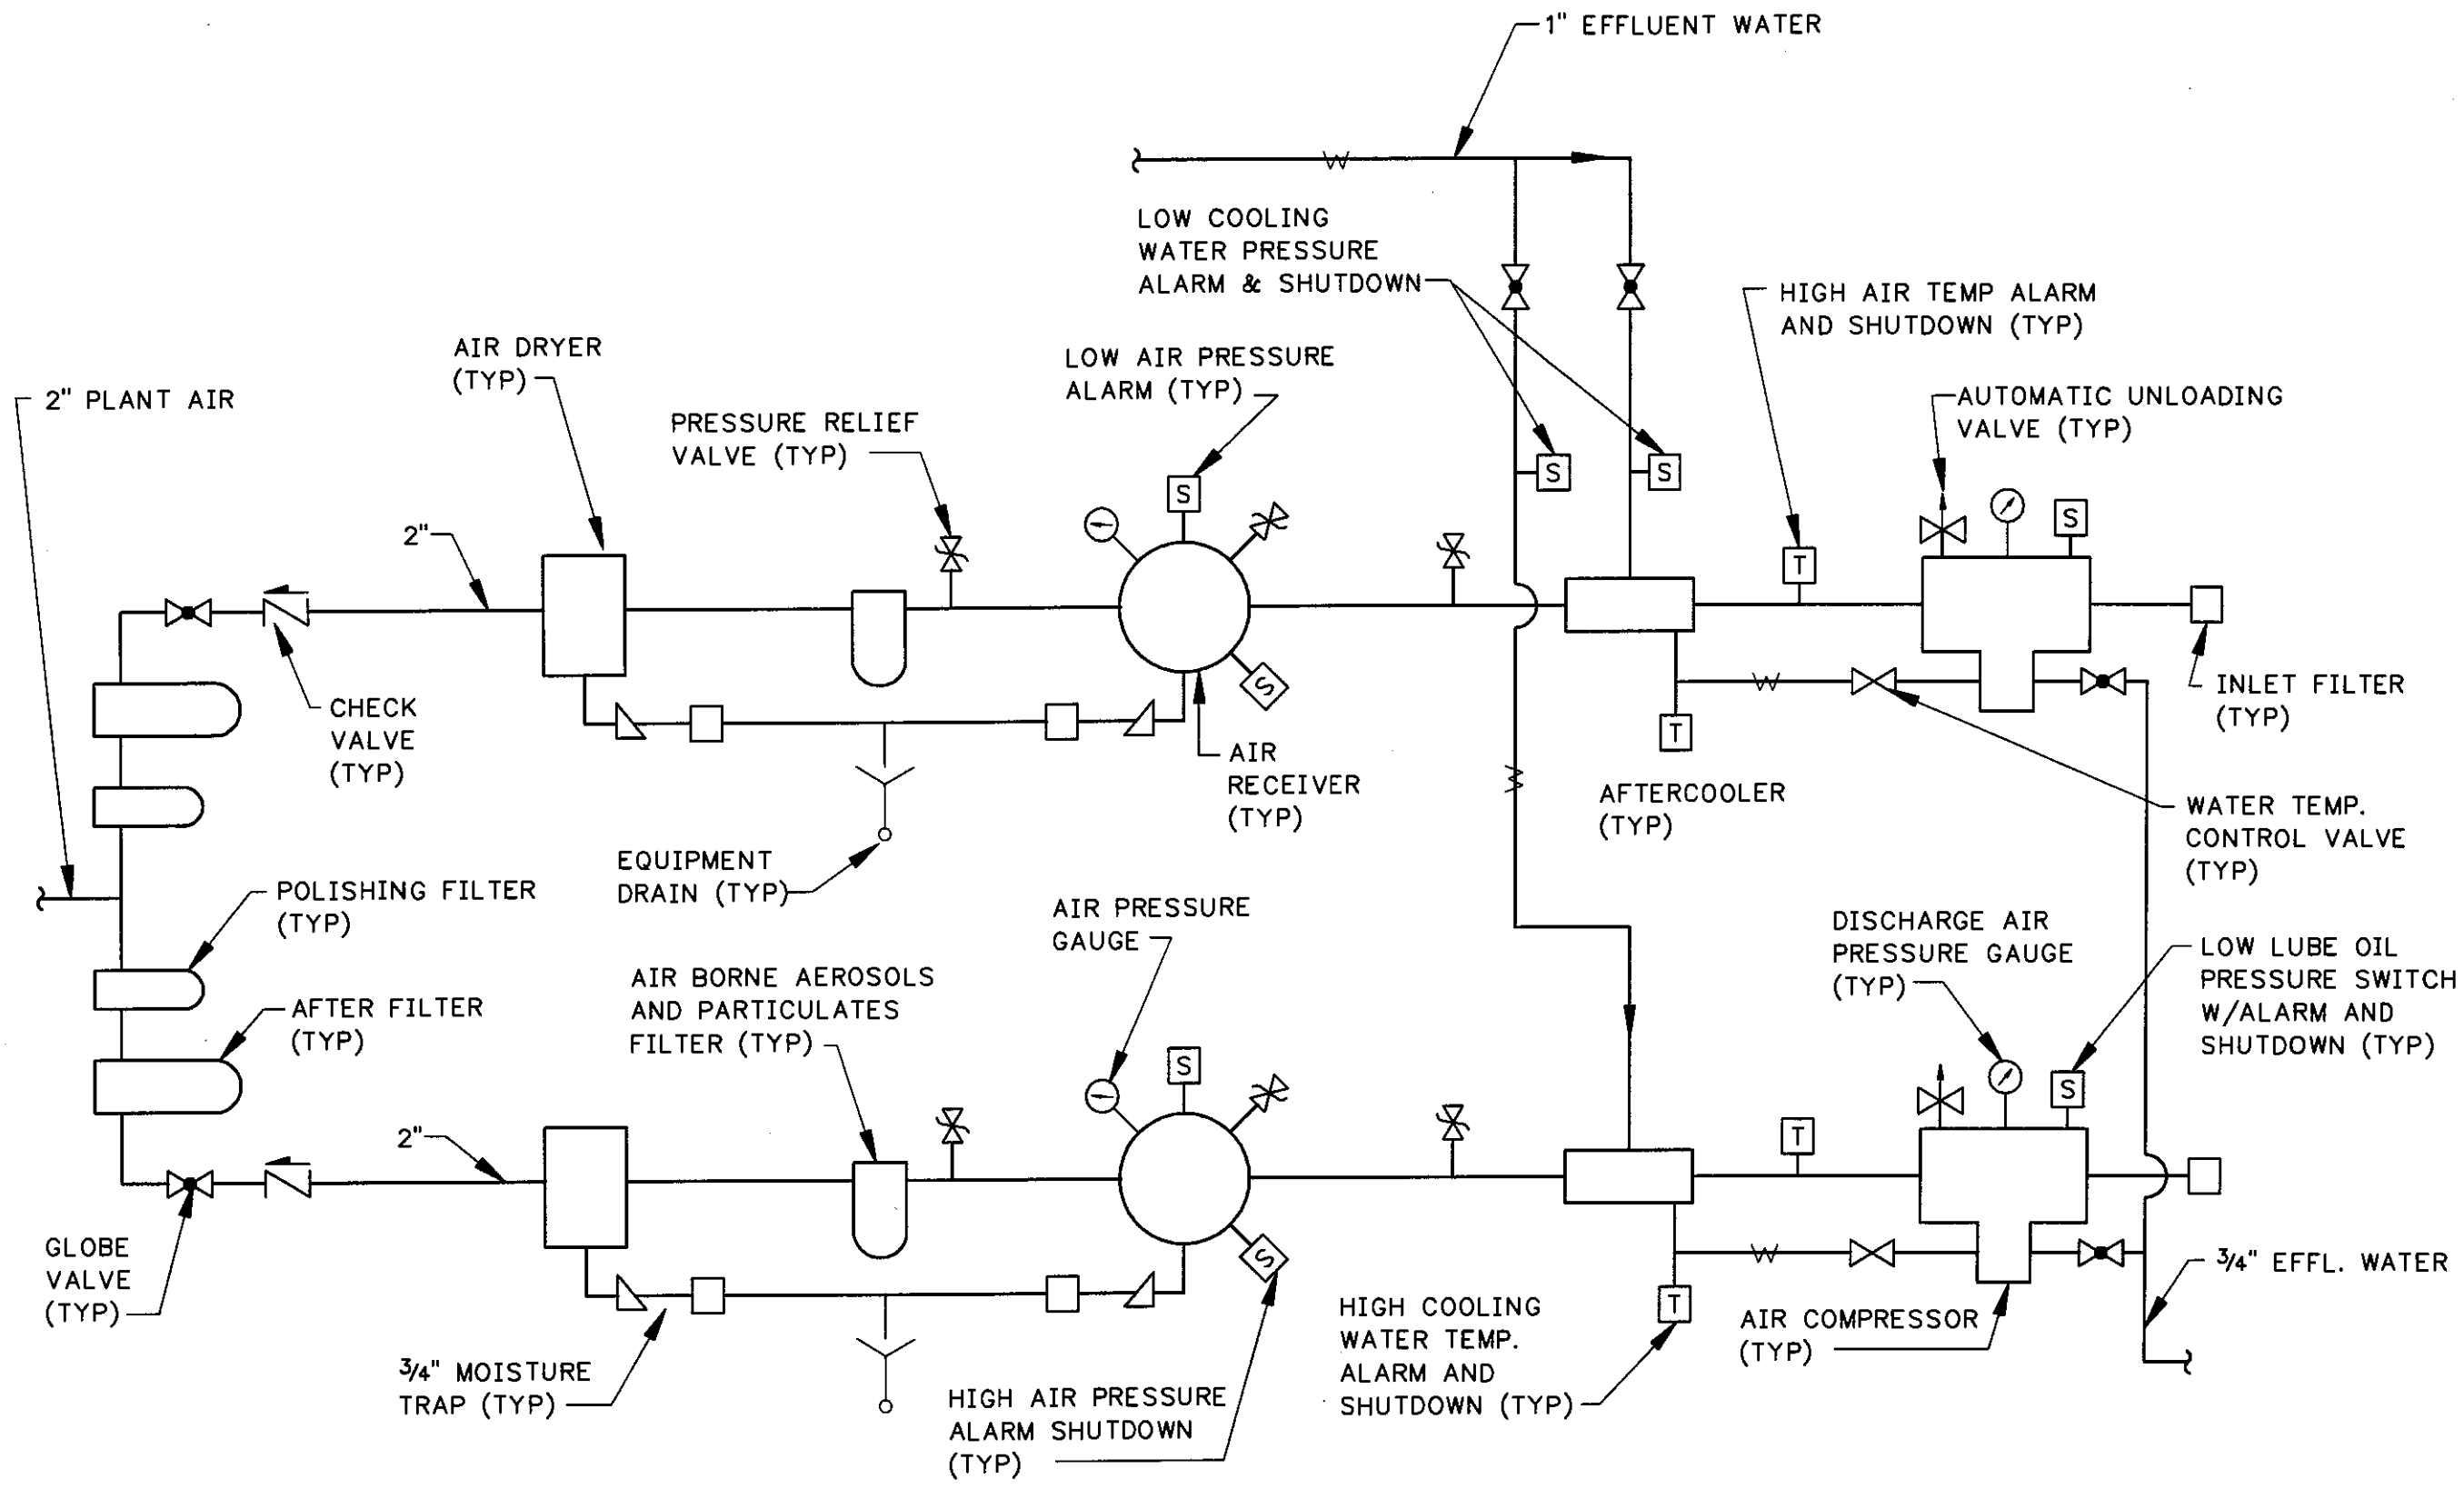 1" EFFLUENT WATER
LOW COOLING
WATER PRESSURE
ALARM & SHUTDOWN
HIGH AIR TEMP ALARM
AND SHUTDOWN (TYP)
AIR DRYER
(TYP)
LOW AIR PRESSURE
ALARM (TYP)
2" PLANT AIR
AUTOMATIC UNLOADING
VALVE (TYP)
PRESSURE RELIEF
VALVE (TYP)
S
S
S
S
2"
T
S
INLET FILTER
(TYP)
CHECK
VALVE
(TYP)
T
AIR
RECEIVER
(TYP)
AFTERCOOLER
(TYP)
WATER TEMP.
CONTROL VALVE
(TYP)
EQUIPMENT
DRAIN (TYP)
POLISHING FILTER
(TYP)
AIR PRESSURE
GAUGE
DISCHARGE AIR
PRESSURE GAUGE
(TYP)
LOW LUBE OIL
PRESSURE SWITCH
W/ALARM AND
SHUTDOWN (TYP)
AIR BORNE AEROSOLS
AND PARTICULATES
FILTER (TYP)
AFTER FILTER
(TYP)
S
S
2"
T
S
GLOBE
VALVE
(TYP)
3/4" EFFL. WATER
T
HIGH COOLING
WATER TEMP.
ALARM AND
SHUTDOWN (TYP)
AIR COMPRESSOR
(TYP)
3/4" MOISTURE
TRAP (TYP)
HIGH AIR PRESSURE
ALARM SHUTDOWN
(TYP)